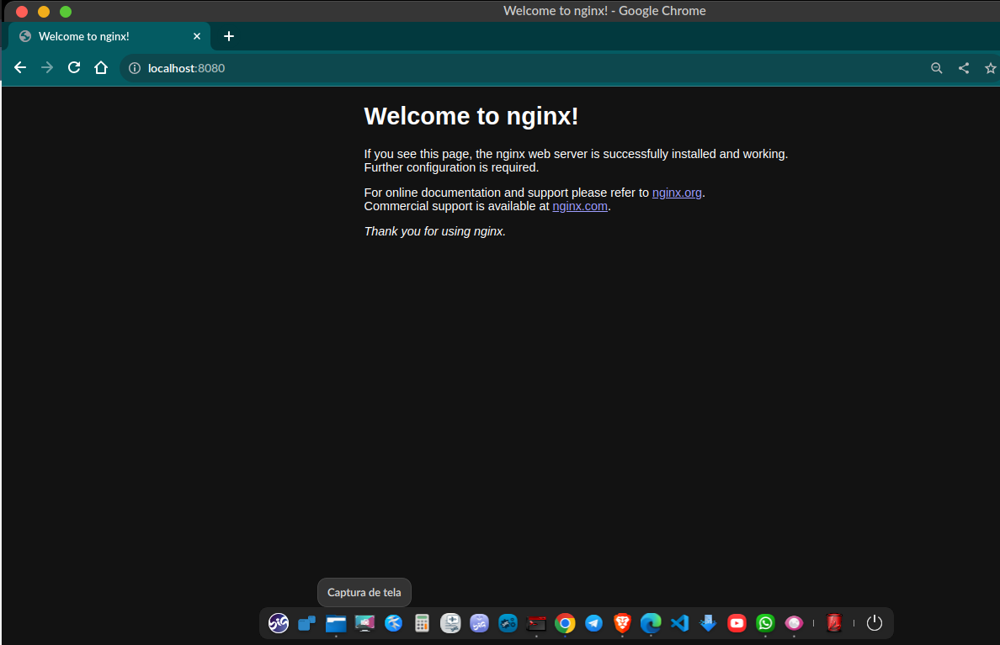 Welcome to nginx! - Google Chrome
Welcome to nginx!
localhost:8080
Welcome to nginx!
If you see this page, the nginx web server is successfully installed and working.
Further configuration is required.
For online documentation and support please refer to nginx.org.
Commercial support is available at nginx.com.
Thank you for using nginx.
Captura de tela